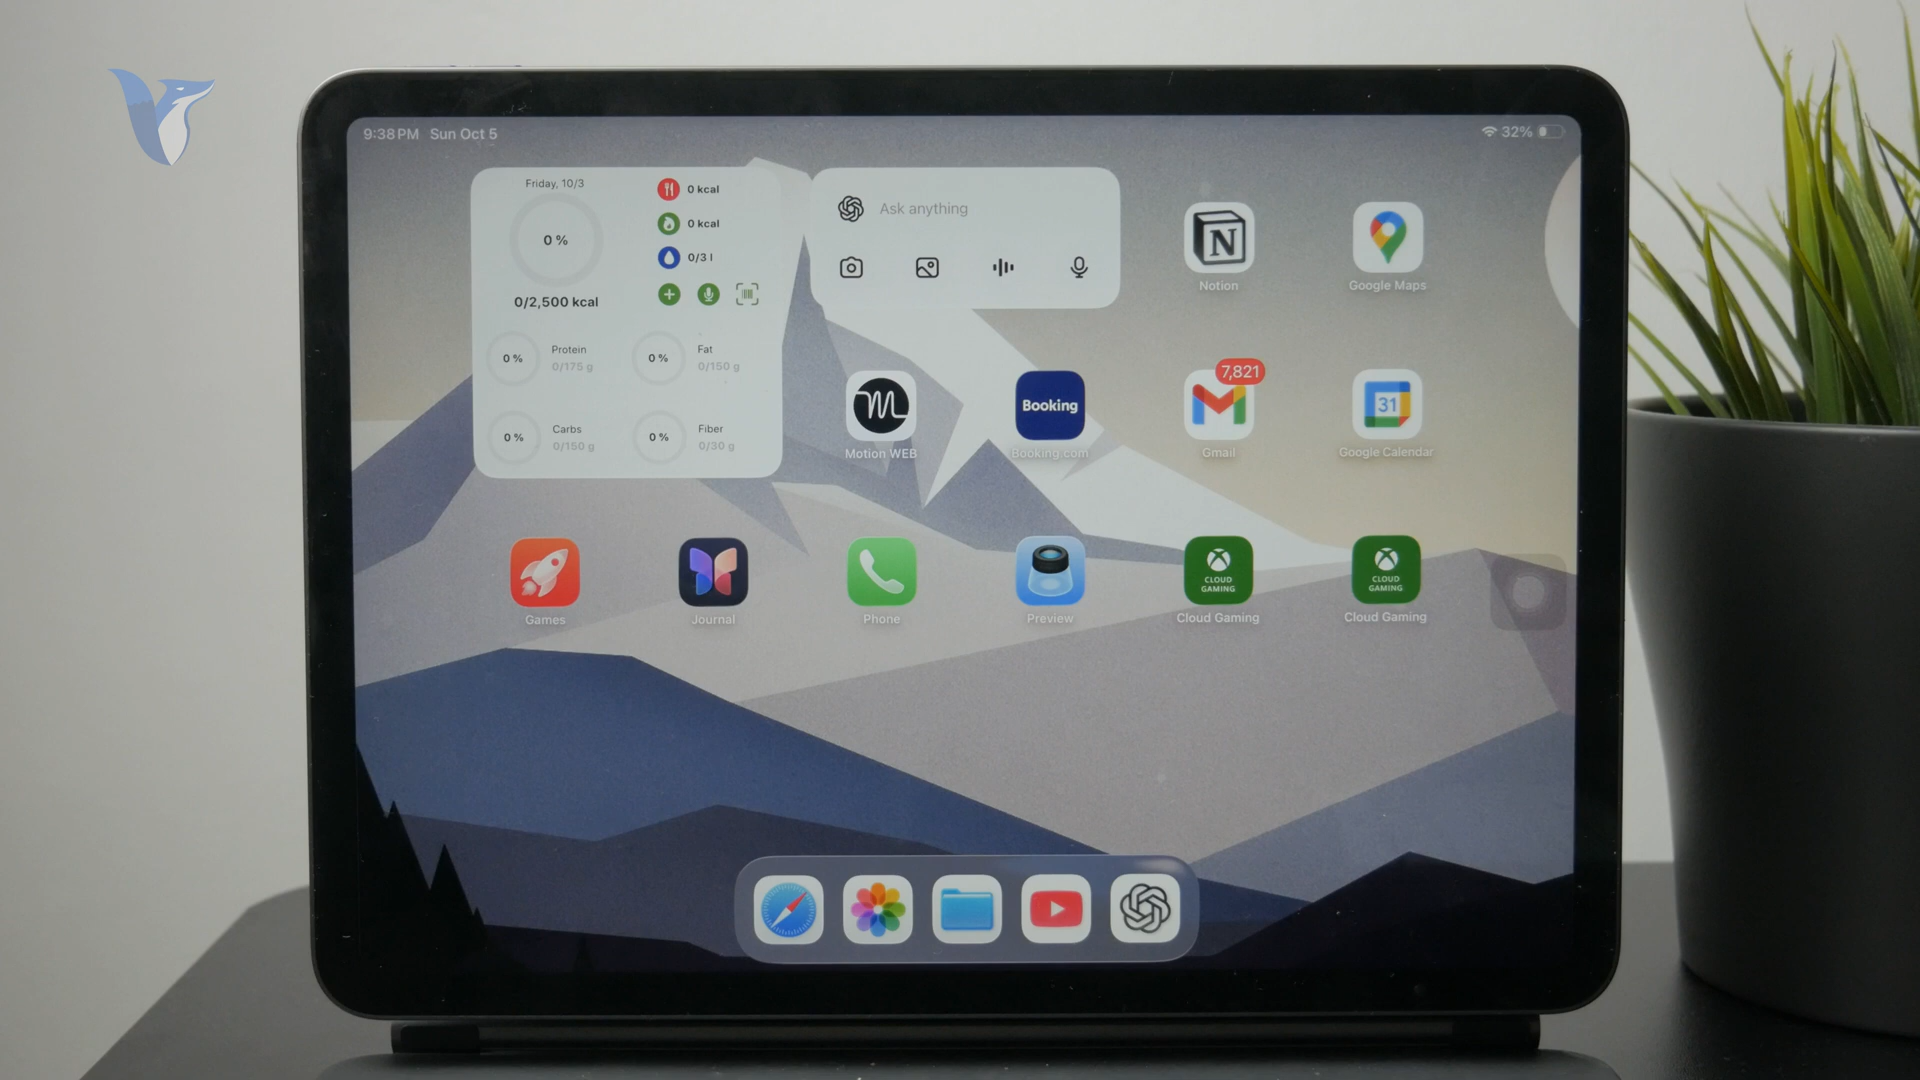 9:38 PM Sun Oct 5
32%
Friday, 10/3
0 %
0/2,500 kcal
0 kcal
0 kcal
0/3 l
0 %
Protein
0/175 g
0 %
Fat
0/150 g
0 %
Carbs
0/150 g
0 %
Fiber
0/30 g
Ask anything
N
Notion
Google Maps
Motion WEB
Booking
Booking.com
7,821
Gmail
31
Google Calendar
Games
Journal
Phone
Preview
CLOUD
GAMING
Cloud Gaming
CLOUD
GAMING
Cloud Gaming